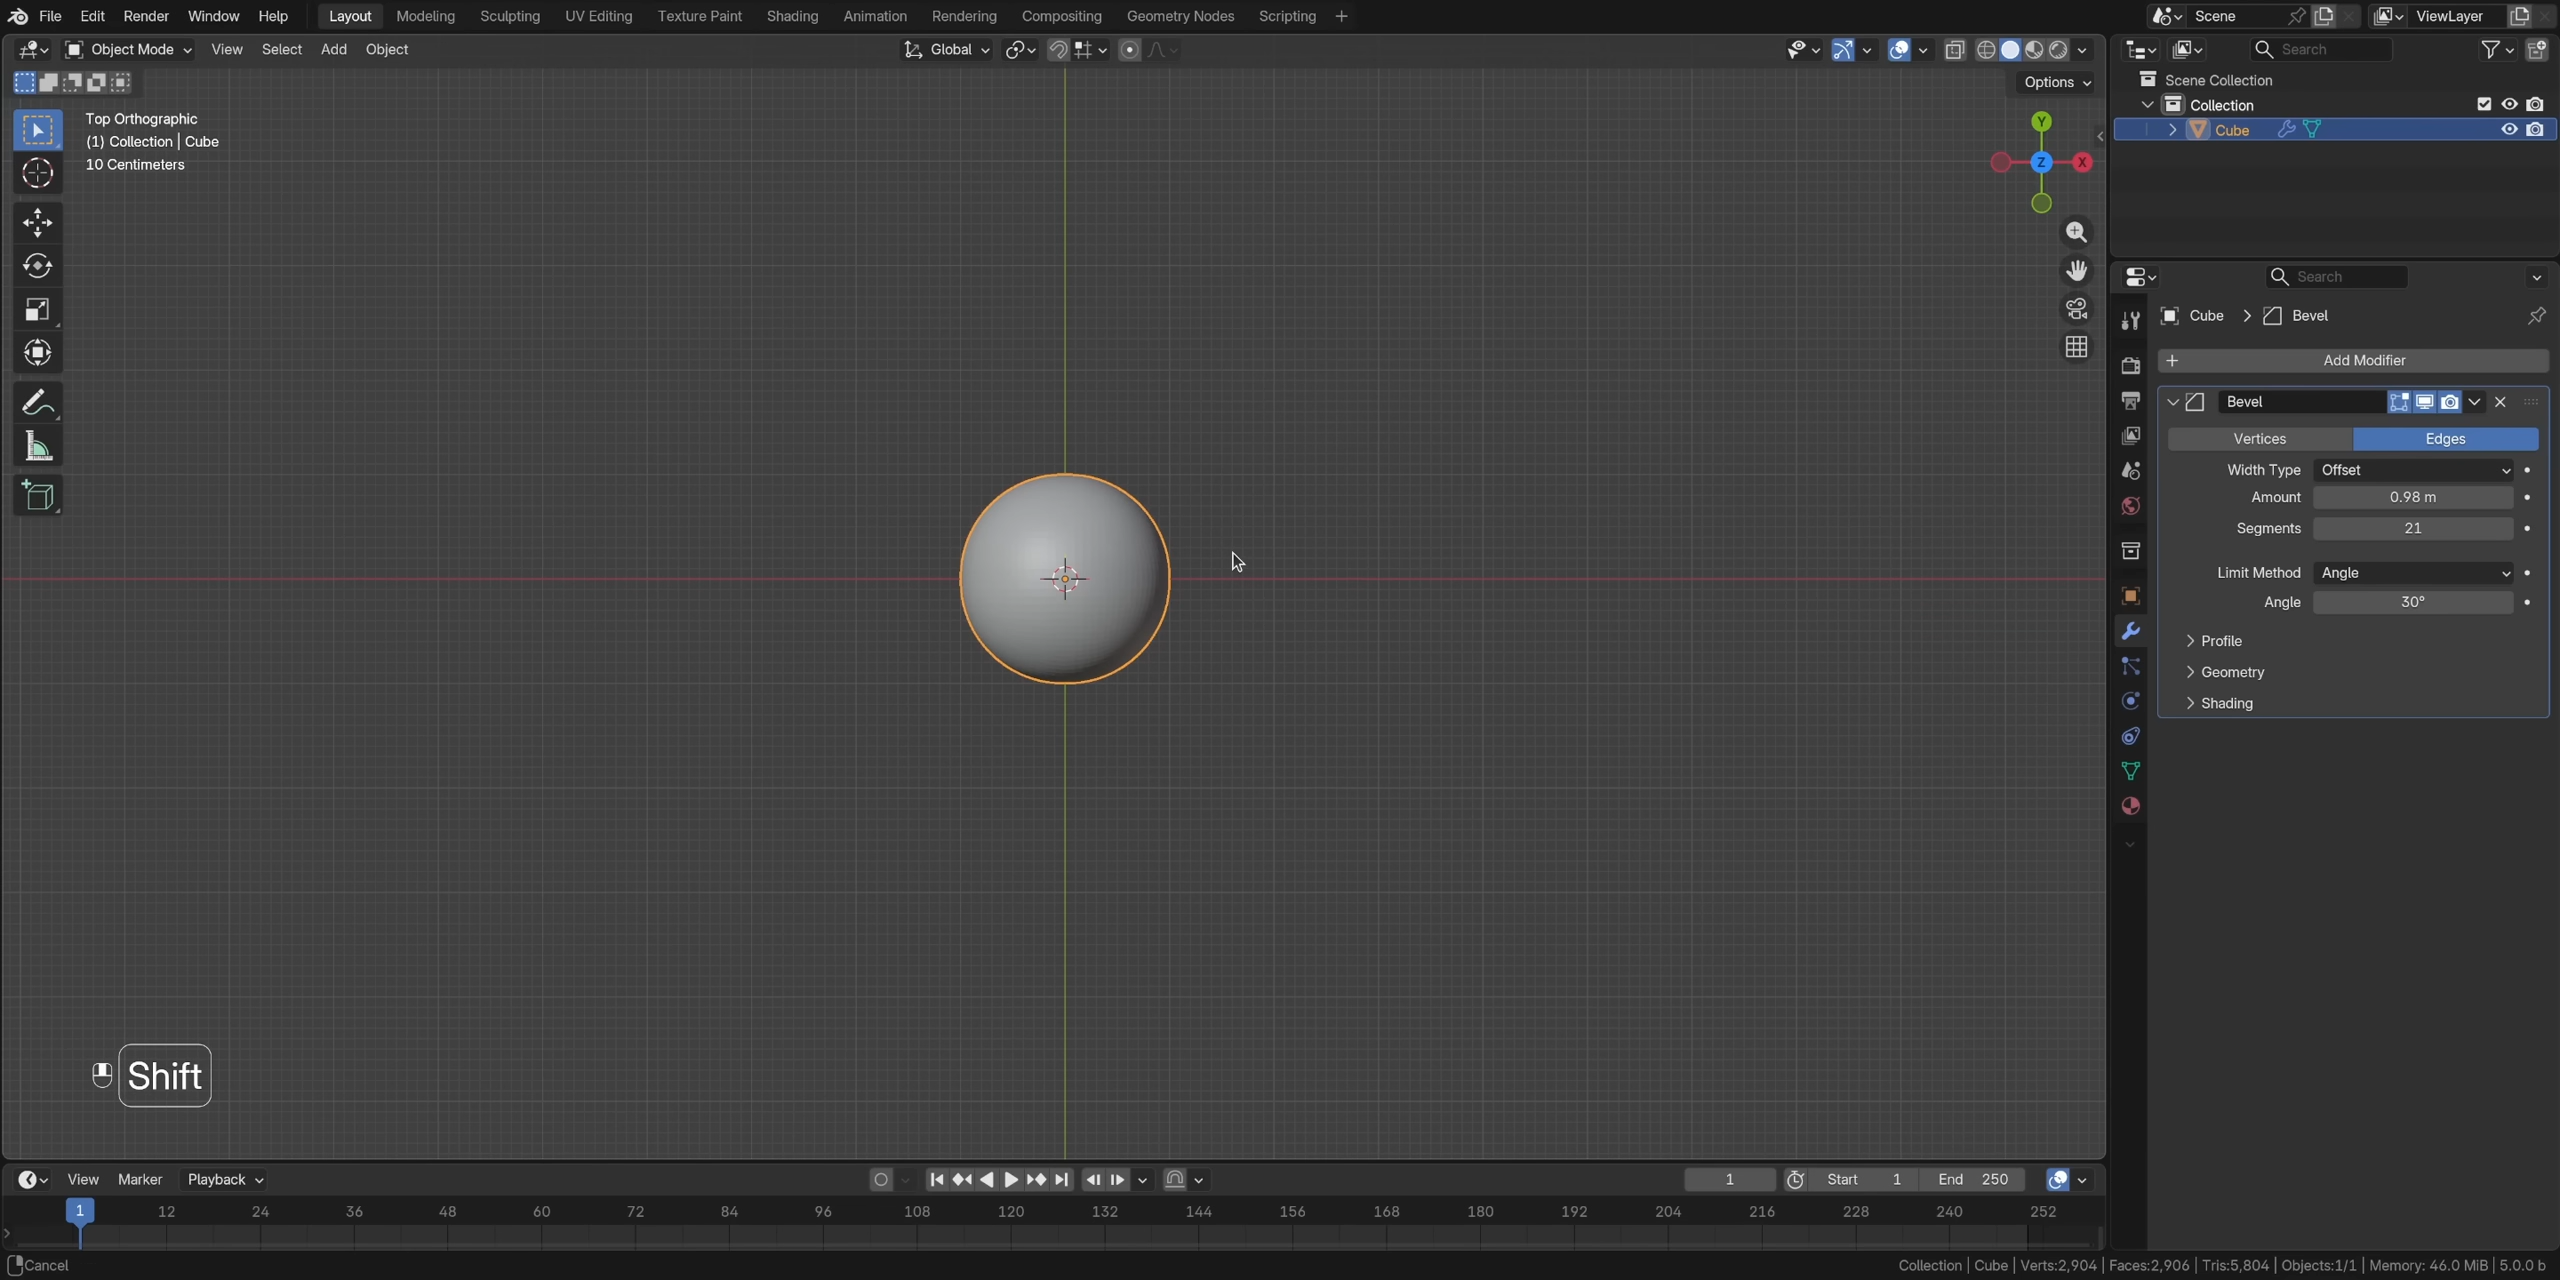 File Edit Render Window Help Layout Modeling Sculpting UV Editing Texture Paint Shading Animation Rendering Compositing Geometry Nodes Scripting + Scene ViewLayer
Object Mode View Select Add Object Global Search
Options
Scene Collection
Collection
Cube
Top Orthographic
(1) Collection | Cube
10 Centimeters
Y
Z
X
Search
Cube > Bevel
+ Add Modifier
Bevel
Vertices Edges
Width Type Offset
Amount 0.98 m
Segments 21
Limit Method Angle
Angle 30°
Profile
Geometry
Shading
Shift
View Marker Playback 1 Start 1 End 250
1 12 24 36 48 60 72 84 96 108 120 132 144 156 168 180 192 204 216 228 240 252
Cancel Collection | Cube | Verts:2,904 | Faces:2,906 | Tris:5,804 | Objects:1/1 | Memory: 46.0 MiB | 5.0.0 b